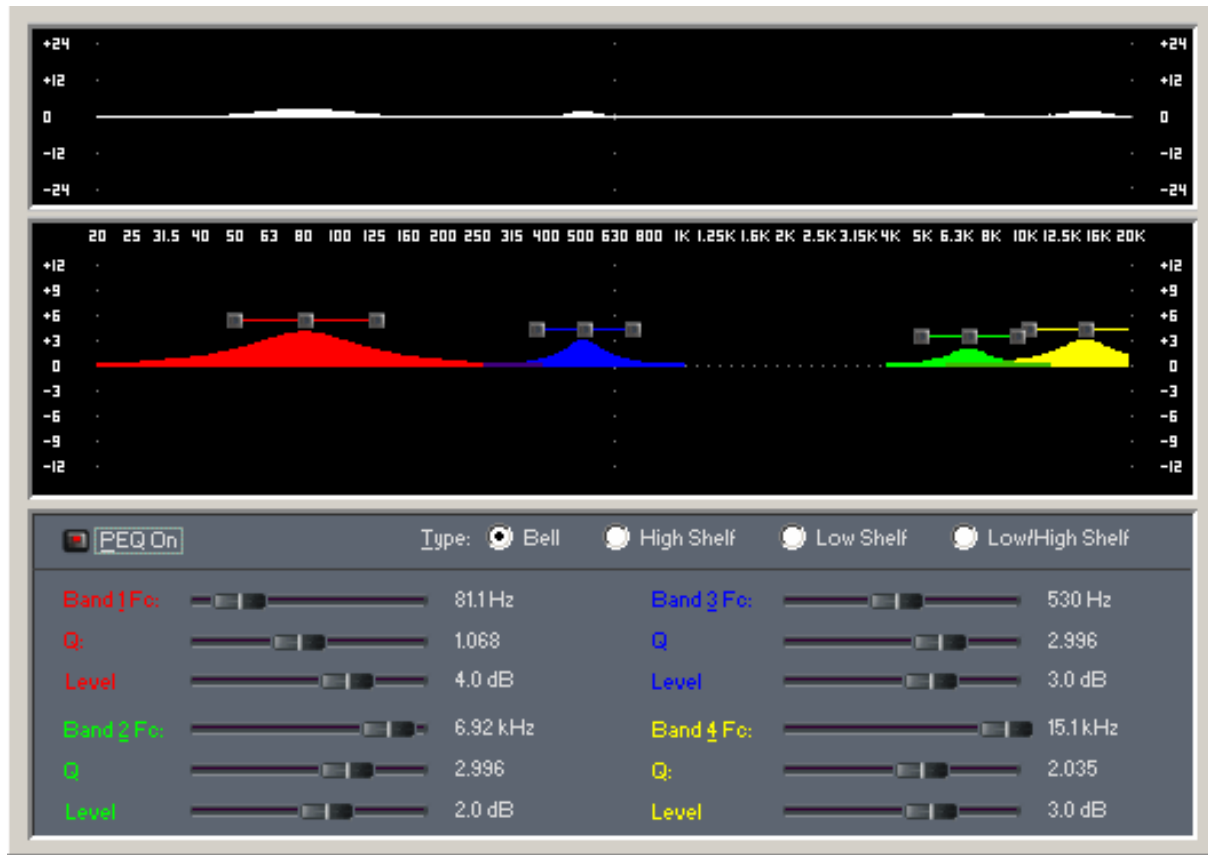 +24 +24
+12 +12
0 0
-12 -12
-24 -24
20 25 31.5 40 50 63 80 100 125 160 200 250 315 400 500 630 800 1K 1.25K 1.6K 2K 2.5K 3.15K 4K 5K 6.3K 8K 10K 12.5K 16K 20K
+12 +12
+9 +9
+6 +6
+3 +3
0 0
-3 -3
-6 -6
-9 -9
-12 -12
PEQ On Type: Bell High Shelf Low Shelf Low/High Shelf
Band 1 Fc: 81.1 Hz Band 3 Fc: 530 Hz
Q: 1.068 Q 2.996
Level 4.0 dB Level 3.0 dB
Band 2 Fc: 6.92 kHz Band 4 Fc: 15.1 kHz
Q 2.996 Q: 2.035
Level 2.0 dB Level 3.0 dB